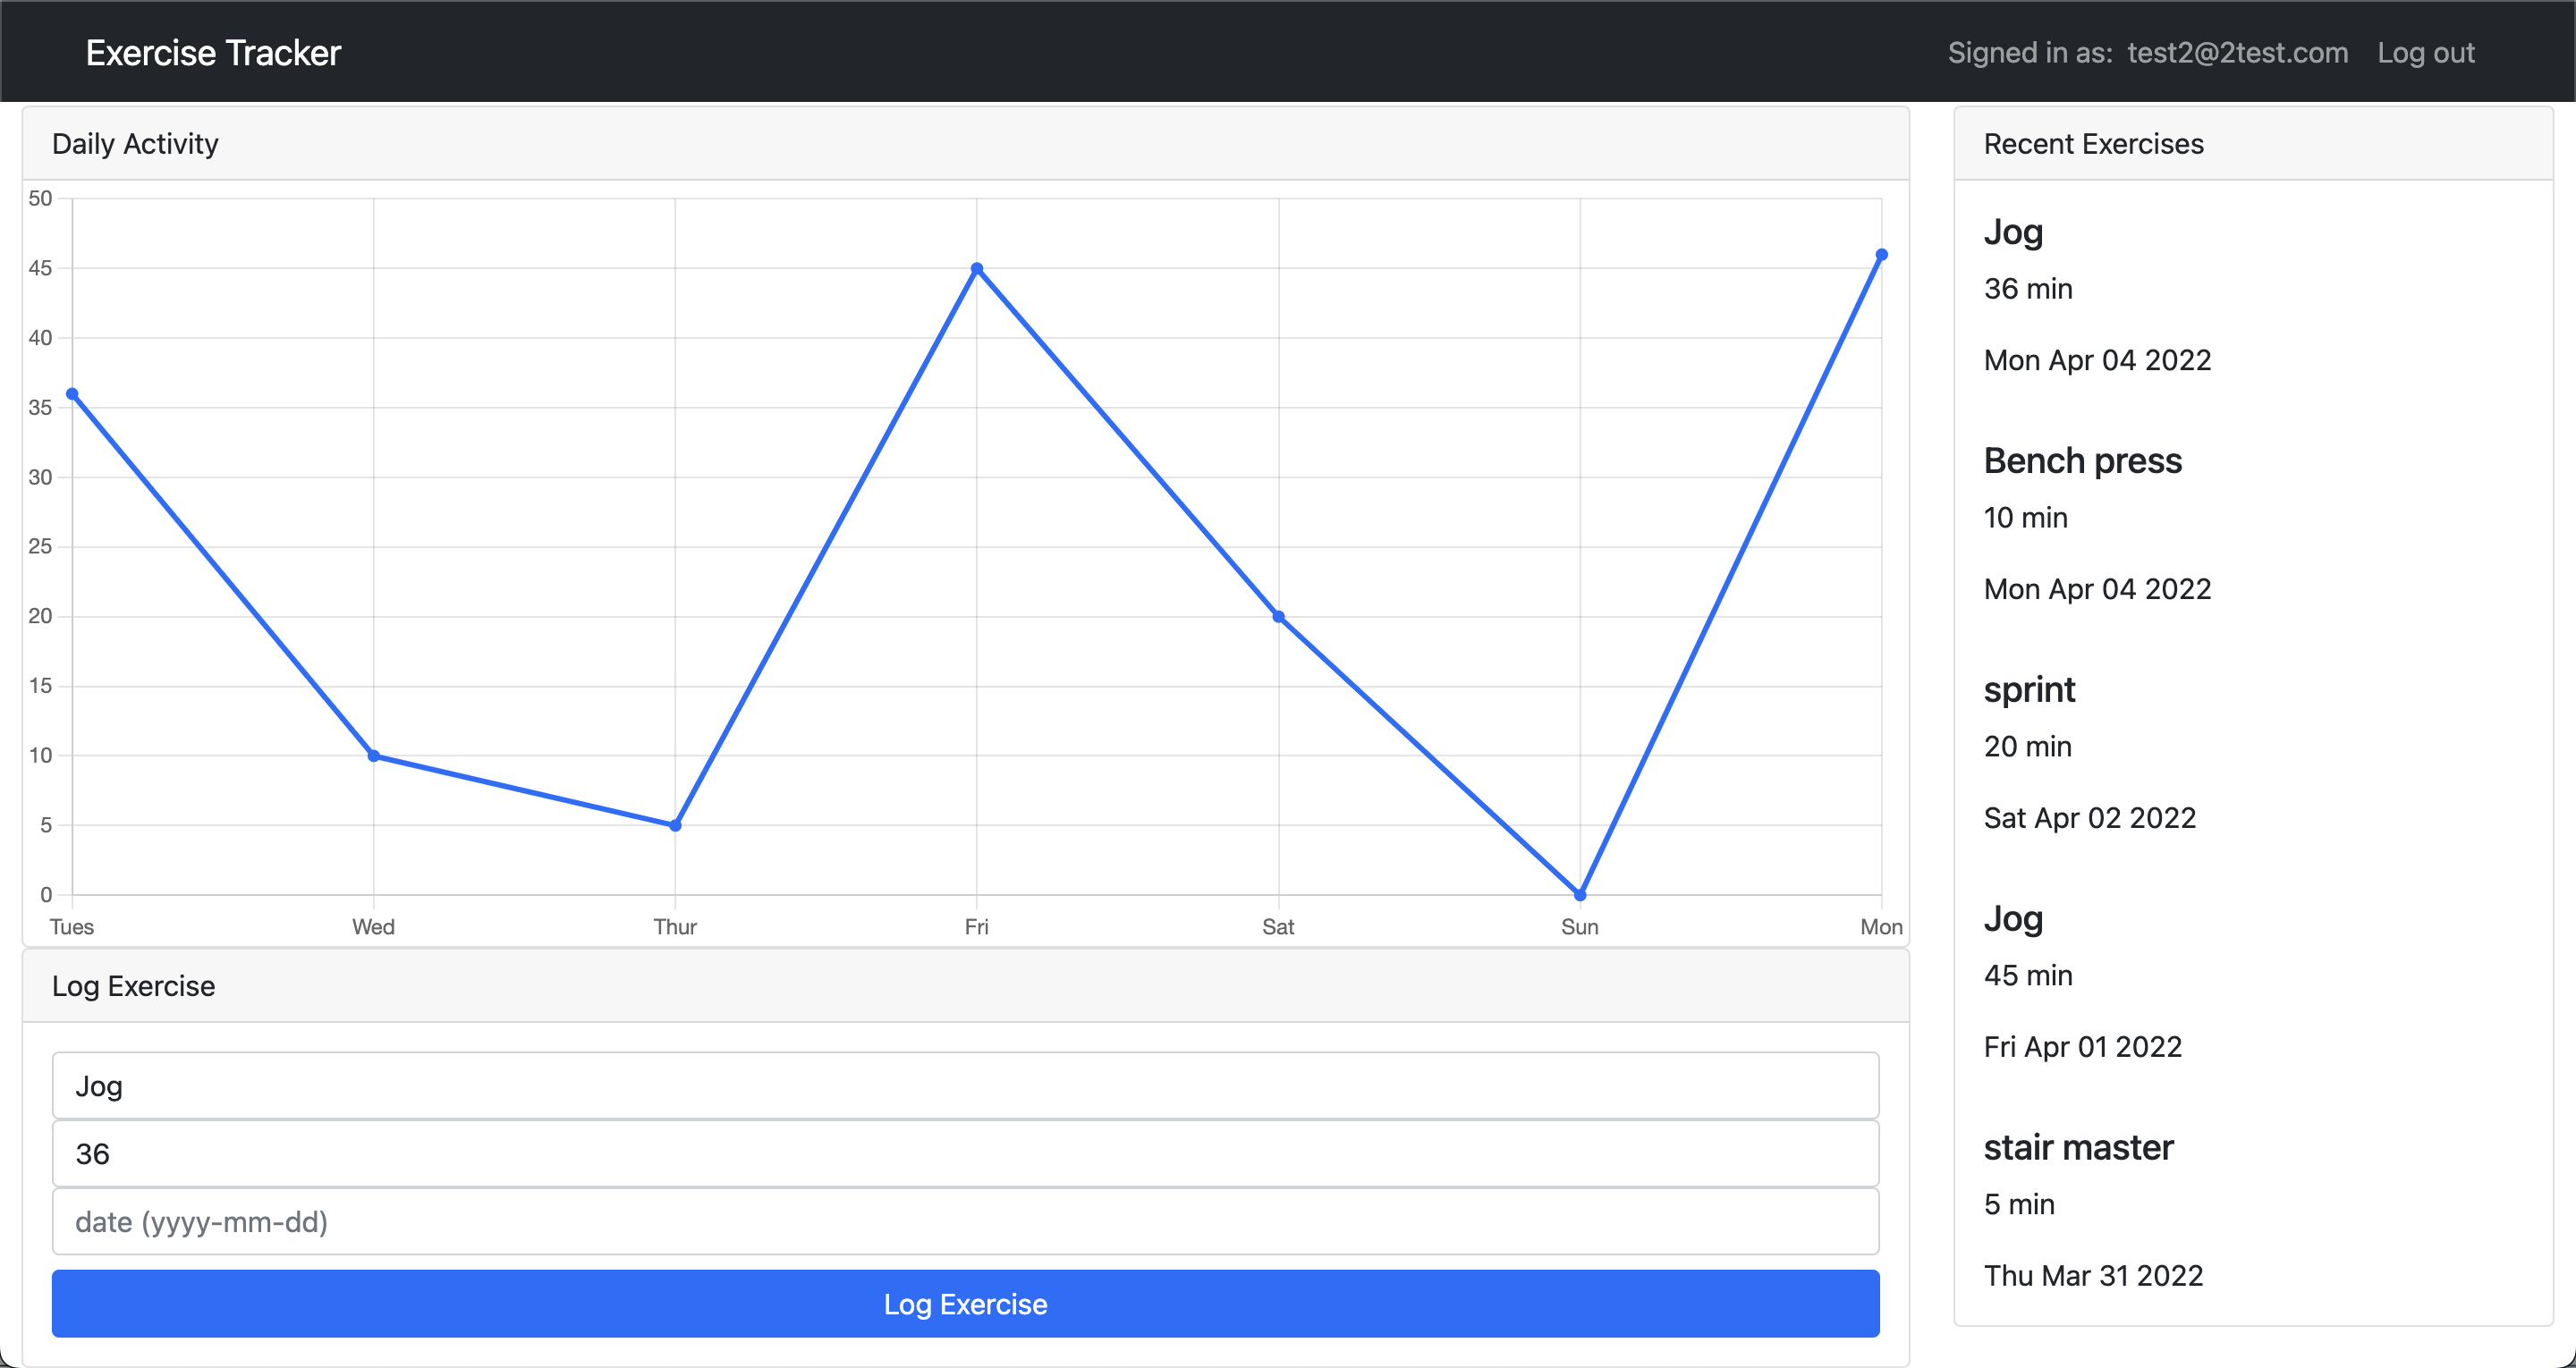 Exercise Tracker
Signed in as: test2@2test.com Log out
Daily Activity
50
45
40
35
30
25
20
15
10
5
0
Tues Wed Thur Fri Sat Sun Mon
Log Exercise
Jog
36
date (yyyy-mm-dd)
Log Exercise
Recent Exercises
Jog
36 min
Mon Apr 04 2022
Bench press
10 min
Mon Apr 04 2022
sprint
20 min
Sat Apr 02 2022
Jog
45 min
Fri Apr 01 2022
stair master
5 min
Thu Mar 31 2022